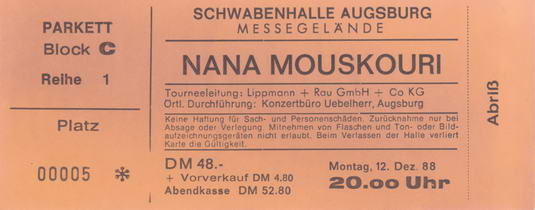 PARKETT
Block C
Reihe 1
Platz
00005 ✻
SCHWABENHALLE AUGSBURG
MESSEGELÄNDE
NANA MOUSKOURI
Tourneeleitung: Lippmann + Rau GmbH + Co KG
Örtl. Durchführung: Konzertbüro Uebelherr, Augsburg
Keine Haftung für Sach- und Personenschäden. Zurücknahme nur bei
Absage oder Verlegung. Mitnehmen von Flaschen und Ton- oder Bild-
aufzeichnungsgeräten nicht erlaubt. Beim Verlassen der Halle verliert
Karte die Gültigkeit.
DM 48.-
+ Vorverkauf DM 4.80
Abendkasse DM 52.80
Montag, 12. Dez. 88
20.00 Uhr
Abriß